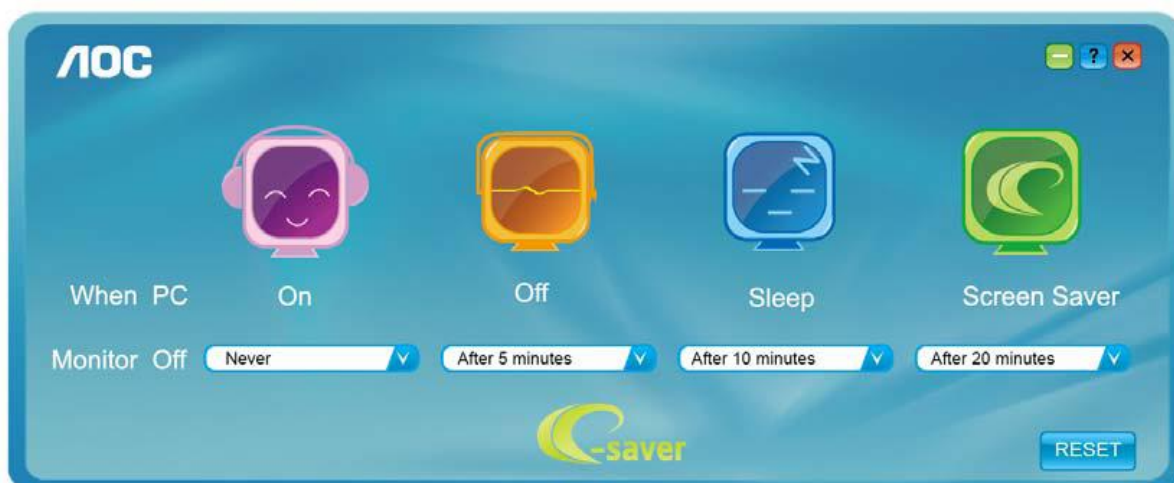 AOC
?
When PC On Off Sleep Screen Saver
Monitor Off Never After 5 minutes After 10 minutes After 20 minutes
e-saver
RESET